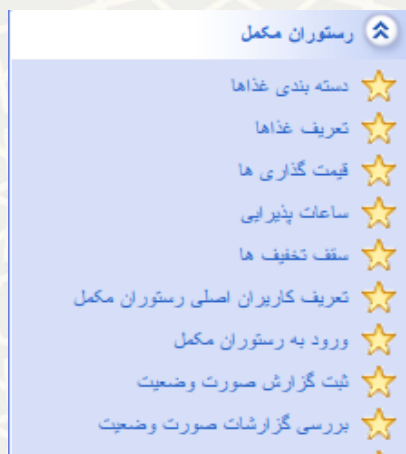 رستوران مکمل
دسته بندی غذاها
تعریف غذاها
قیمت گذاری ها
ساعات پذیرایی
سقف تخفیف ها
تعریف کاربران اصلی رستوران مکمل
ورود به رستوران مکمل
ثبت گزارش صورت وضعیت
بررسی گزارشات صورت وضعیت